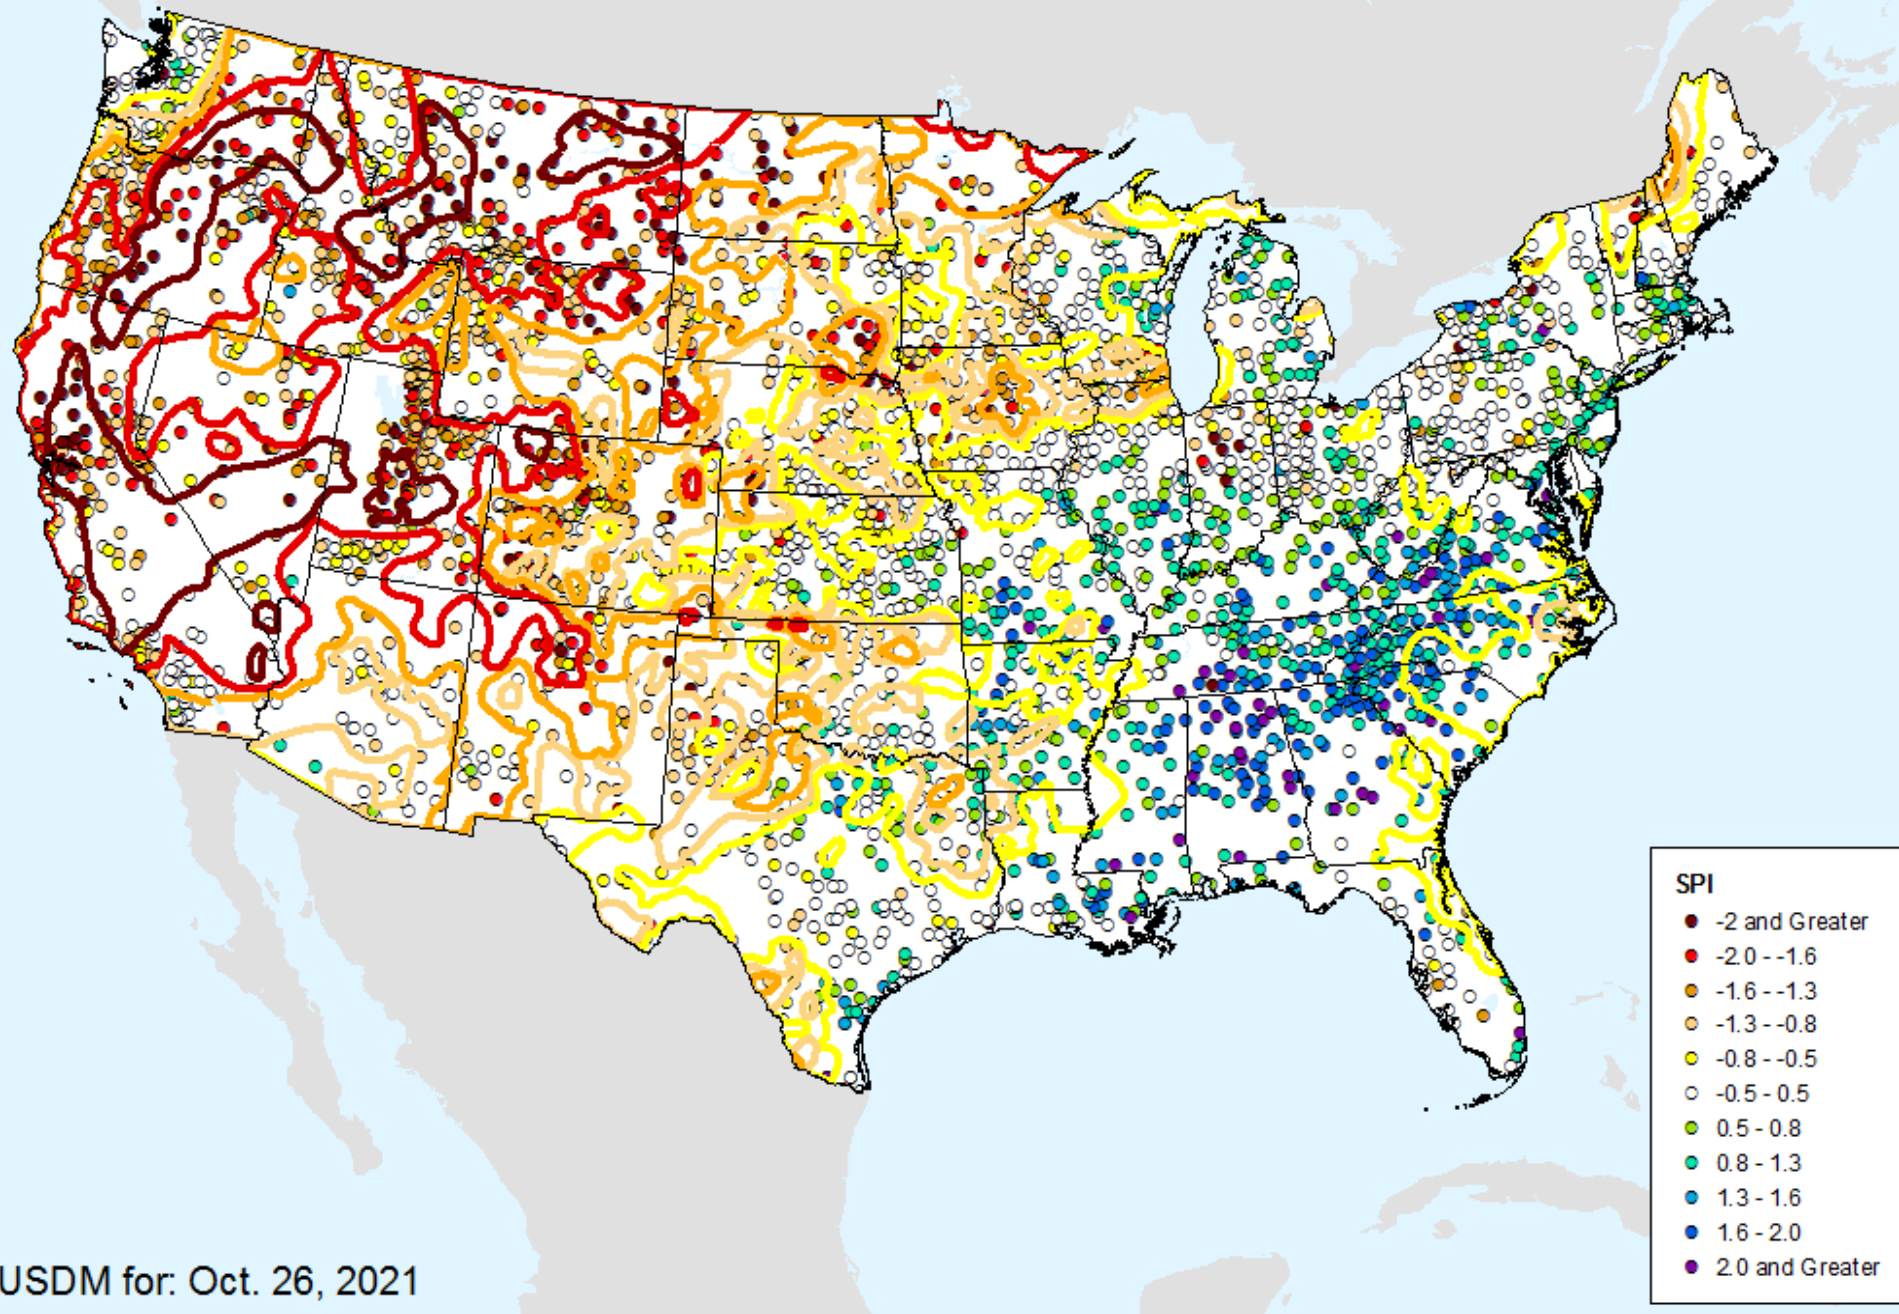 SPI
-2 and Greater
-2.0 - -1.6
-1.6 - -1.3
-1.3 - -0.8
-0.8 - -0.5
-0.5 - 0.5
0.5 - 0.8
0.8 - 1.3
1.3 - 1.6
1.6 - 2.0
2.0 and Greater
USDM for: Oct. 26, 2021